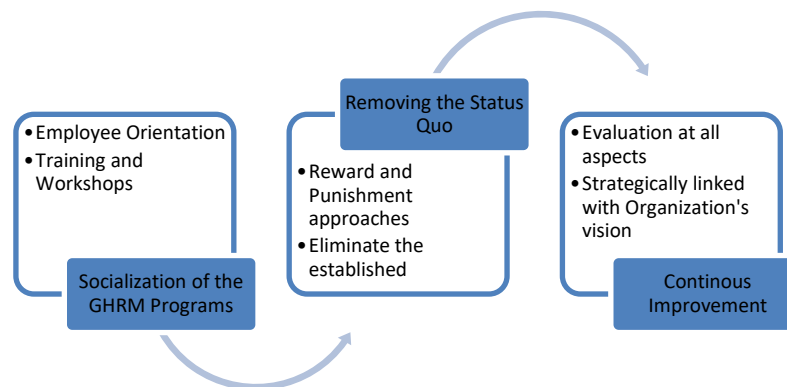 • Employee Orientation
• Training and
Workshops
Socialization of the
GHRM Programs
Removing the Status
Quo
• Reward and
Punishment
approaches
• Eliminate the
established
• Evaluation at all
aspects
• Strategically linked
with Organization's
vision
Continous
Improvement